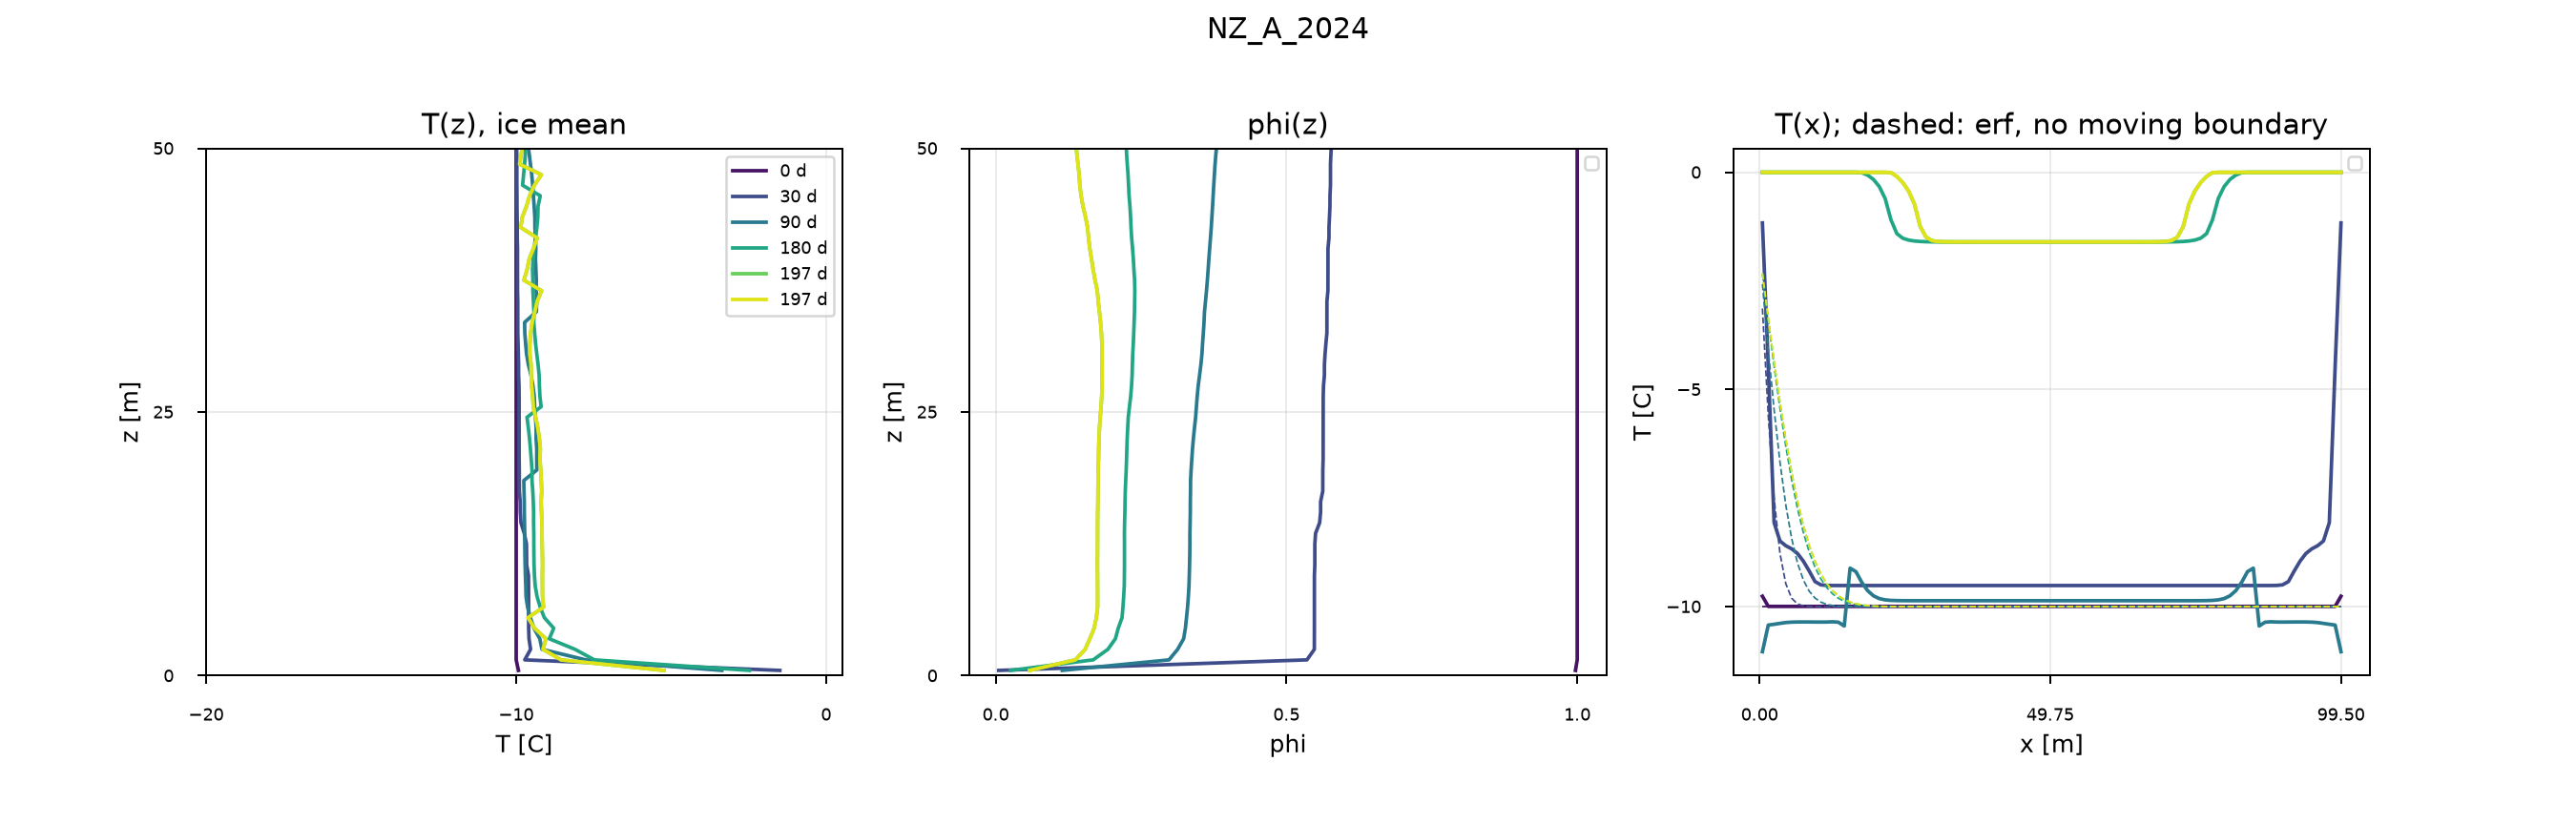 NZ_A_2024
T(z), ice mean
50
25
0
z [m]
−20
−10
0
T [C]
0 d
30 d
90 d
180 d
197 d
197 d
phi(z)
50
25
0
z [m]
0.0
0.5
1.0
phi
T(x); dashed: erf, no moving boundary
0
−5
−10
T [C]
0.00
49.75
99.50
x [m]